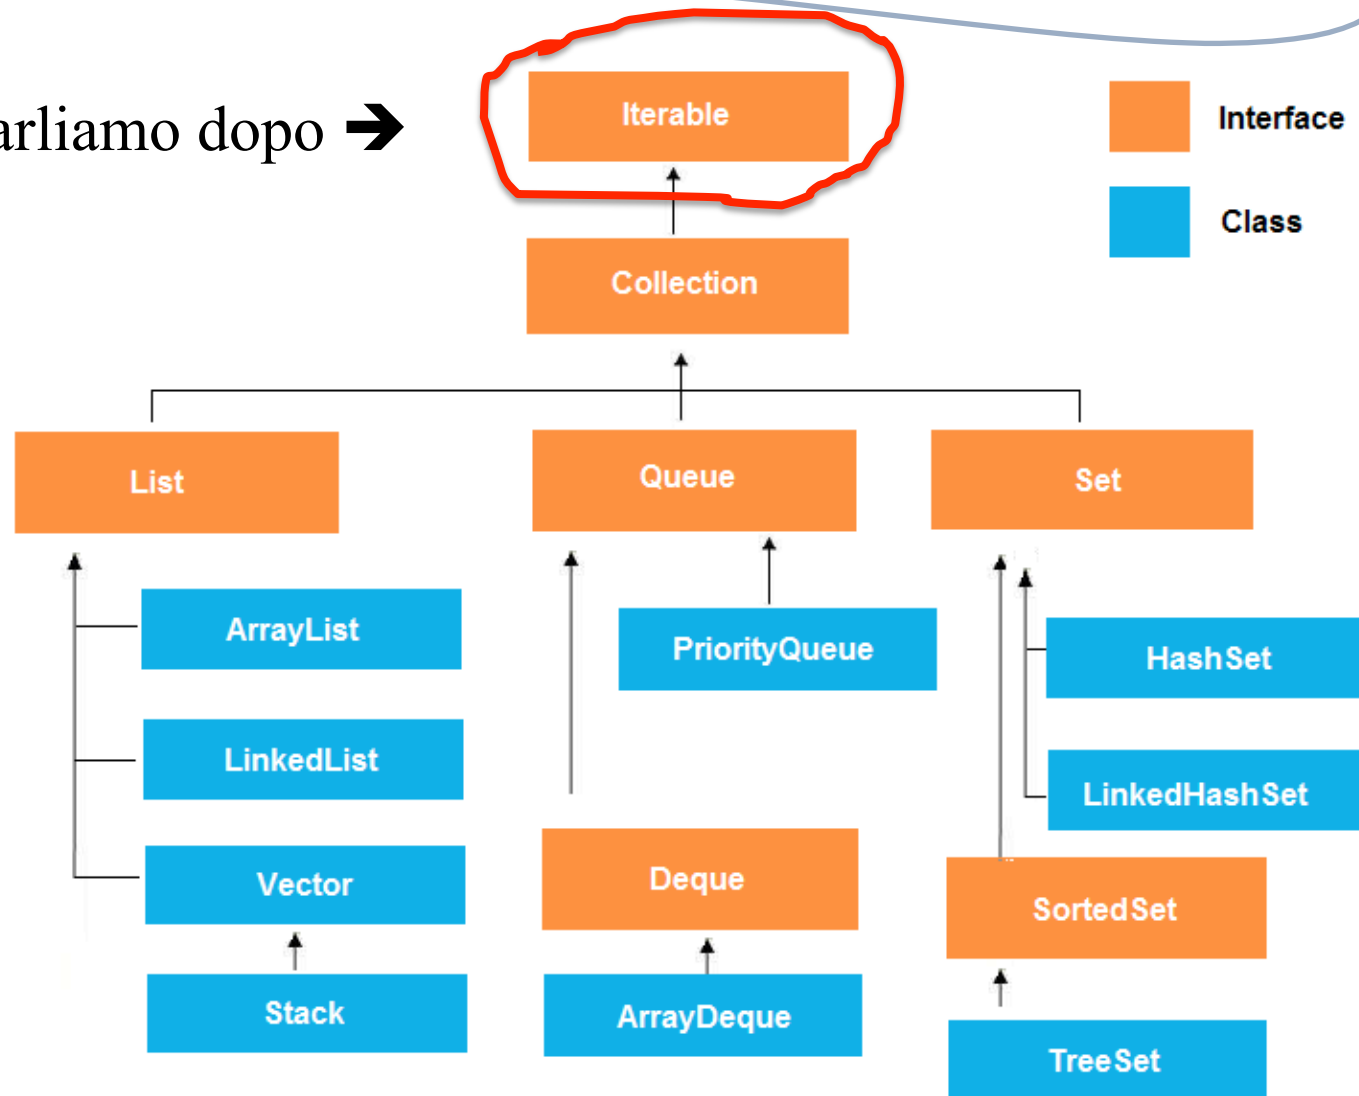 arliamo dopo ➔
Iterable
Interface
Class
Collection
List
Queue
Set
ArrayList
PriorityQueue
HashSet
LinkedList
LinkedHashSet
Vector
Deque
SortedSet
Stack
ArrayDeque
TreeSet